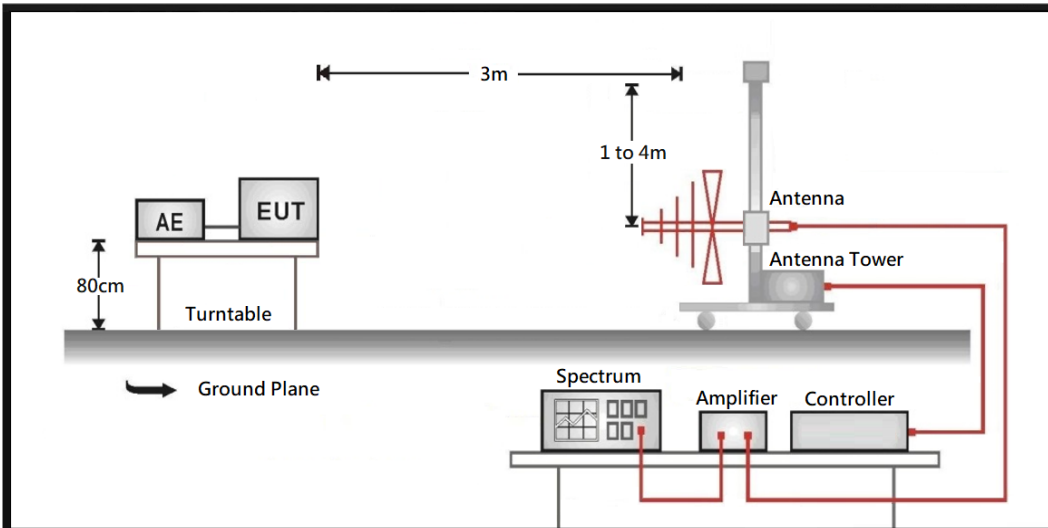 3m
1 to 4m
Antenna
AE
EUT
Antenna Tower
80cm
Turntable
Ground Plane
Spectrum
Amplifier
Controller